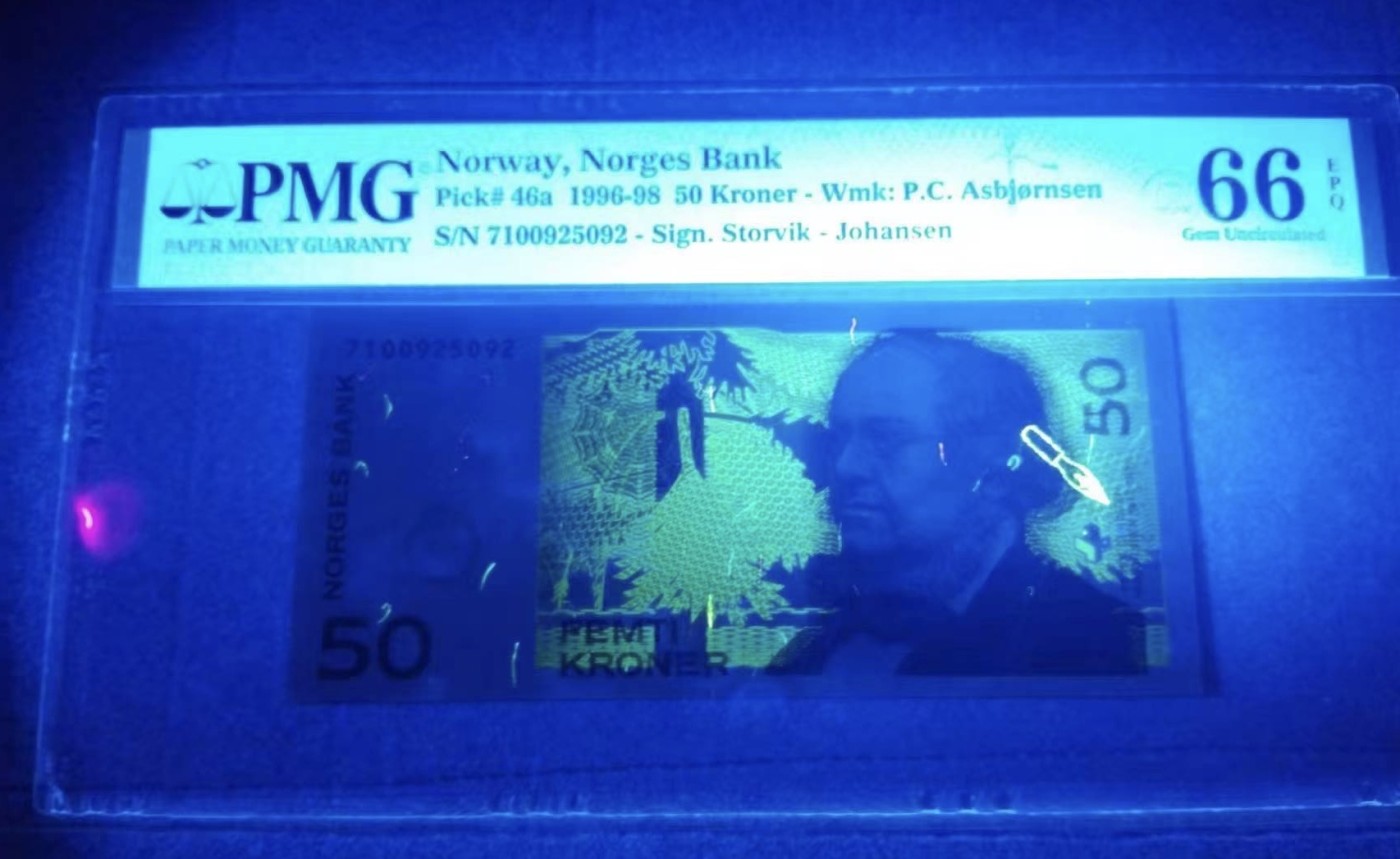 PMG
PAPER MONEY GUARANTY
Norway, Norges Bank
Pick# 46a 1996-98 50 Kroner - Wmk: P.C. Asbjørnsen
S/N 7100925092 - Sign. Storvik - Johansen
66
EPQ
Gem Uncirculated
7100925092
NORGES BANK
50
FEMTI
KRONER
50